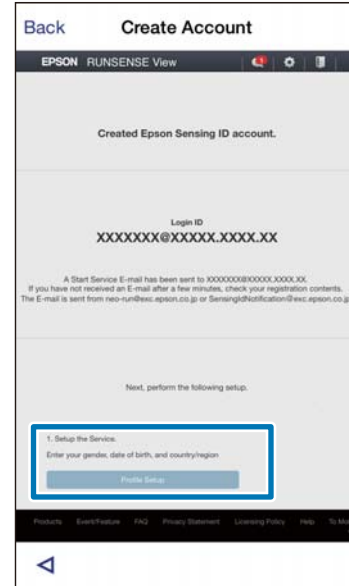 Back Create Account
EPSON RUNSENSE View
Created Epson Sensing ID account.
Login ID
XXXXXXX@XXXXX.XXXX.XX
A Start Service E-mail has been sent to XXXXXXX@XXXXX.XXXX.XX.
If you have not received an E-mail after a few minutes, check your registration contents.
The E-mail is sent from neo-run@exc.epson.co.jp or SensingIdNotification@exc.epson.co.jp
Next, perform the following setup.
1. Setup the Service.
Enter your gender, date of birth, and country/region
Profile Setup
Products Event/Feature FAQ Privacy Statement Licensing Policy Help To Mo